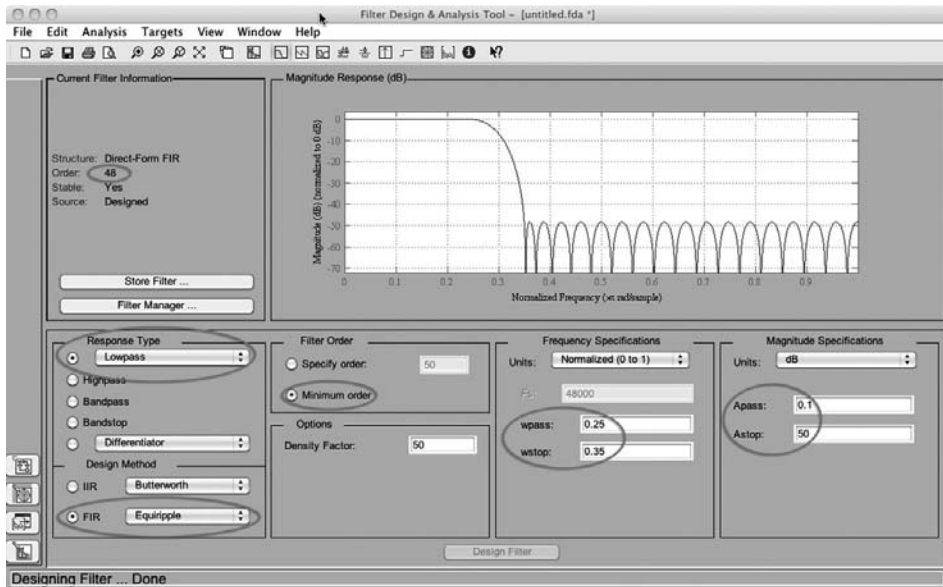 Filter Design & Analysis Tool – [untitled.fda *]
File Edit Analysis Targets View Window Help
Current Filter Information
Structure: Direct-Form FIR
Order: 48
Stable: Yes
Source: Designed
Store Filter ...
Filter Manager ...
Magnitude Response (dB)
Magnitude (dB) (normalized to 0 dB)
0
-10
-20
-30
-40
-50
-60
-70
0 0.1 0.2 0.3 0.4 0.5 0.6 0.7 0.8 0.9
Normalized Frequency (×π rad/sample)
Response Type
Lowpass
Highpass
Bandpass
Bandstop
Differentiator
Design Method
IIR Butterworth
FIR Equiripple
Filter Order
Specify order: 50
Minimum order
Options
Density Factor: 50
Frequency Specifications
Units: Normalized (0 to 1)
Fs: 48000
wpass: 0.25
wstop: 0.35
Magnitude Specifications
Units: dB
Apass: 0.1
Astop: 50
Design Filter
Designing Filter ... Done